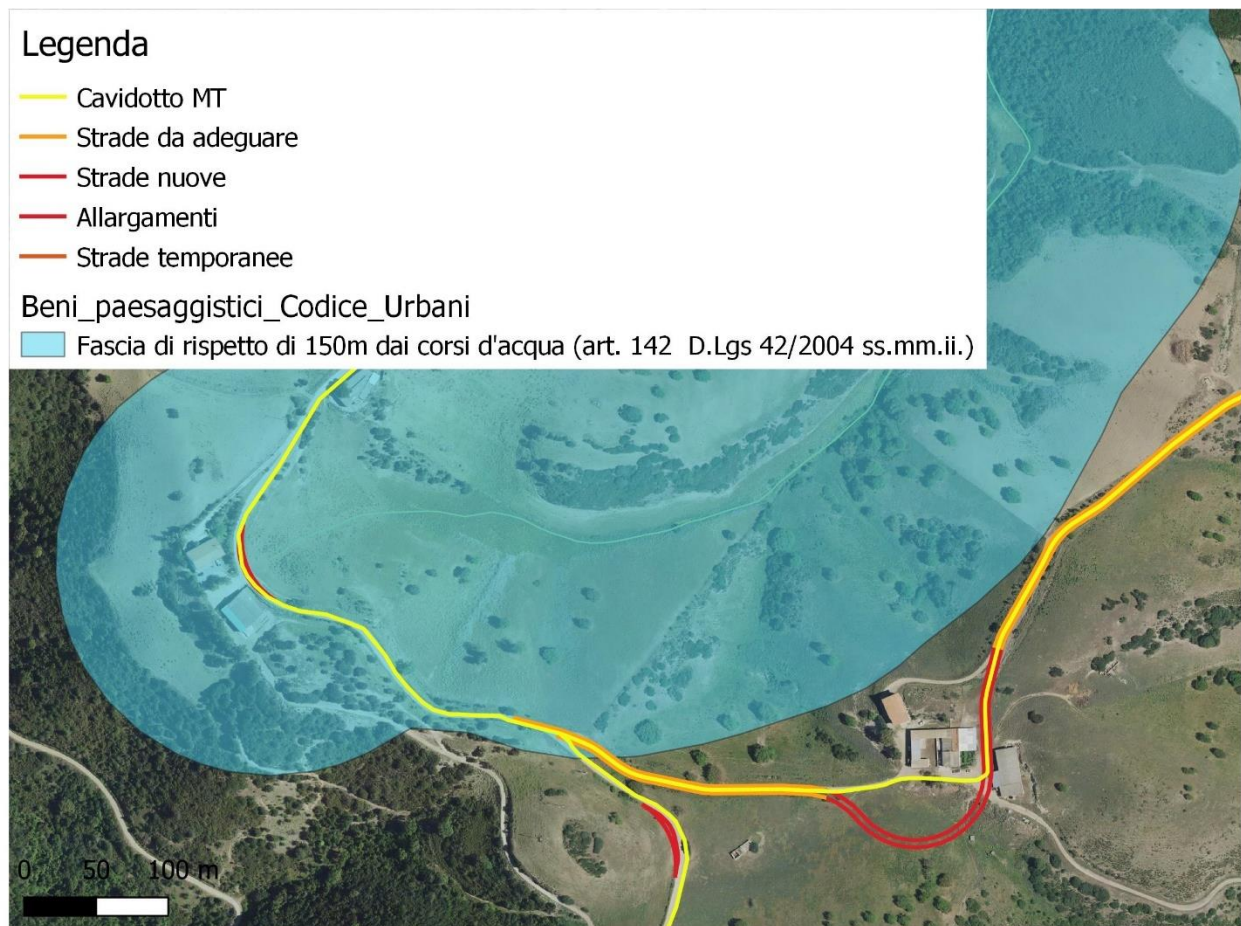 Legenda
Cavidotto MT
Strade da adeguare
Strade nuove
Allargamenti
Strade temporanee
Beni_paesaggistici_Codice_Urbani
Fascia di rispetto di 150m dai corsi d'acqua (art. 142 D.Lgs 42/2004 ss.mm.ii.)
0 50 100 m